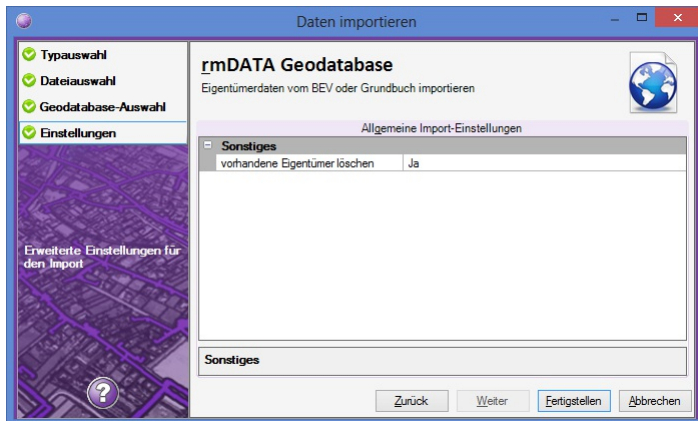 Daten importieren
Typauswahl
Dateiauswahl
Geodatabase-Auswahl
Einstellungen
Erweiterte Einstellungen für
den Import
?
rmDATA Geodatabase
Eigentümerdaten vom BEV oder Grundbuch importieren
Allgemeine Import-Einstellungen
Sonstiges
vorhandene Eigentümer löschen Ja
Sonstiges
Zurück Weiter Fertigstellen Abbrechen